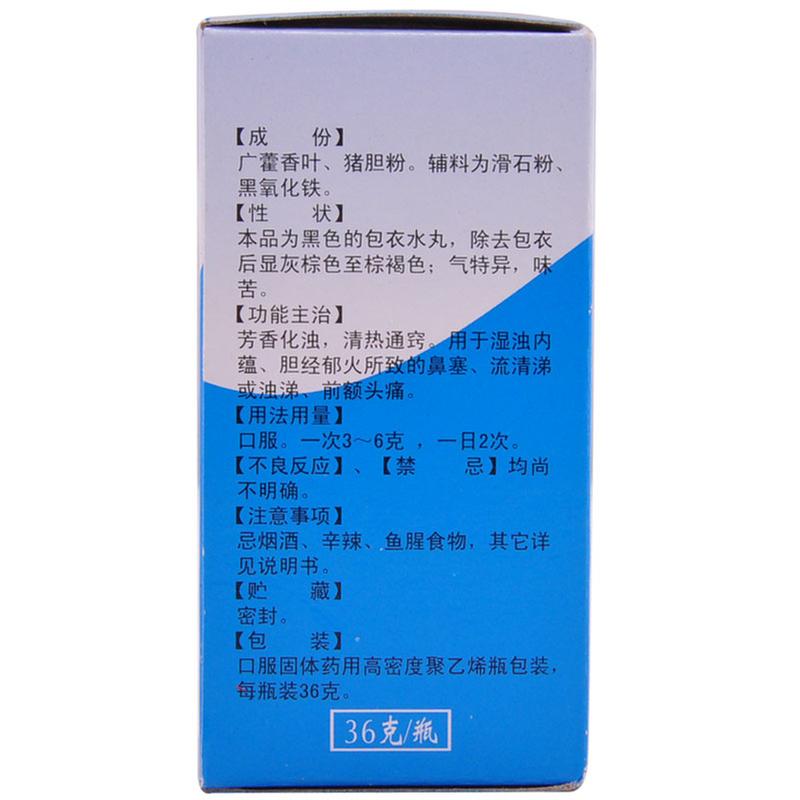 【成 份】
广藿香叶、猪胆粉。辅料为滑石粉、
黑氧化铁。
【性 状】
本品为黑色的包衣水丸，除去包衣
后显灰棕色至棕褐色；气特异，味
苦。
【功能主治】
芳香化浊，清热通窍。用于湿浊内
蕴、胆经郁火所致的鼻塞、流清涕
或浊涕、前额头痛。
【用法用量】
口服。一次3～6克 ，一日2次。
【不良反应】、【禁 忌】均尚
不明确。
【注意事项】
忌烟酒、辛辣、鱼腥食物，其它详
见说明书。
【贮 藏】
密封。
【包 装】
口服固体药用高密度聚乙烯瓶包装，
每瓶装36克。
36克/瓶